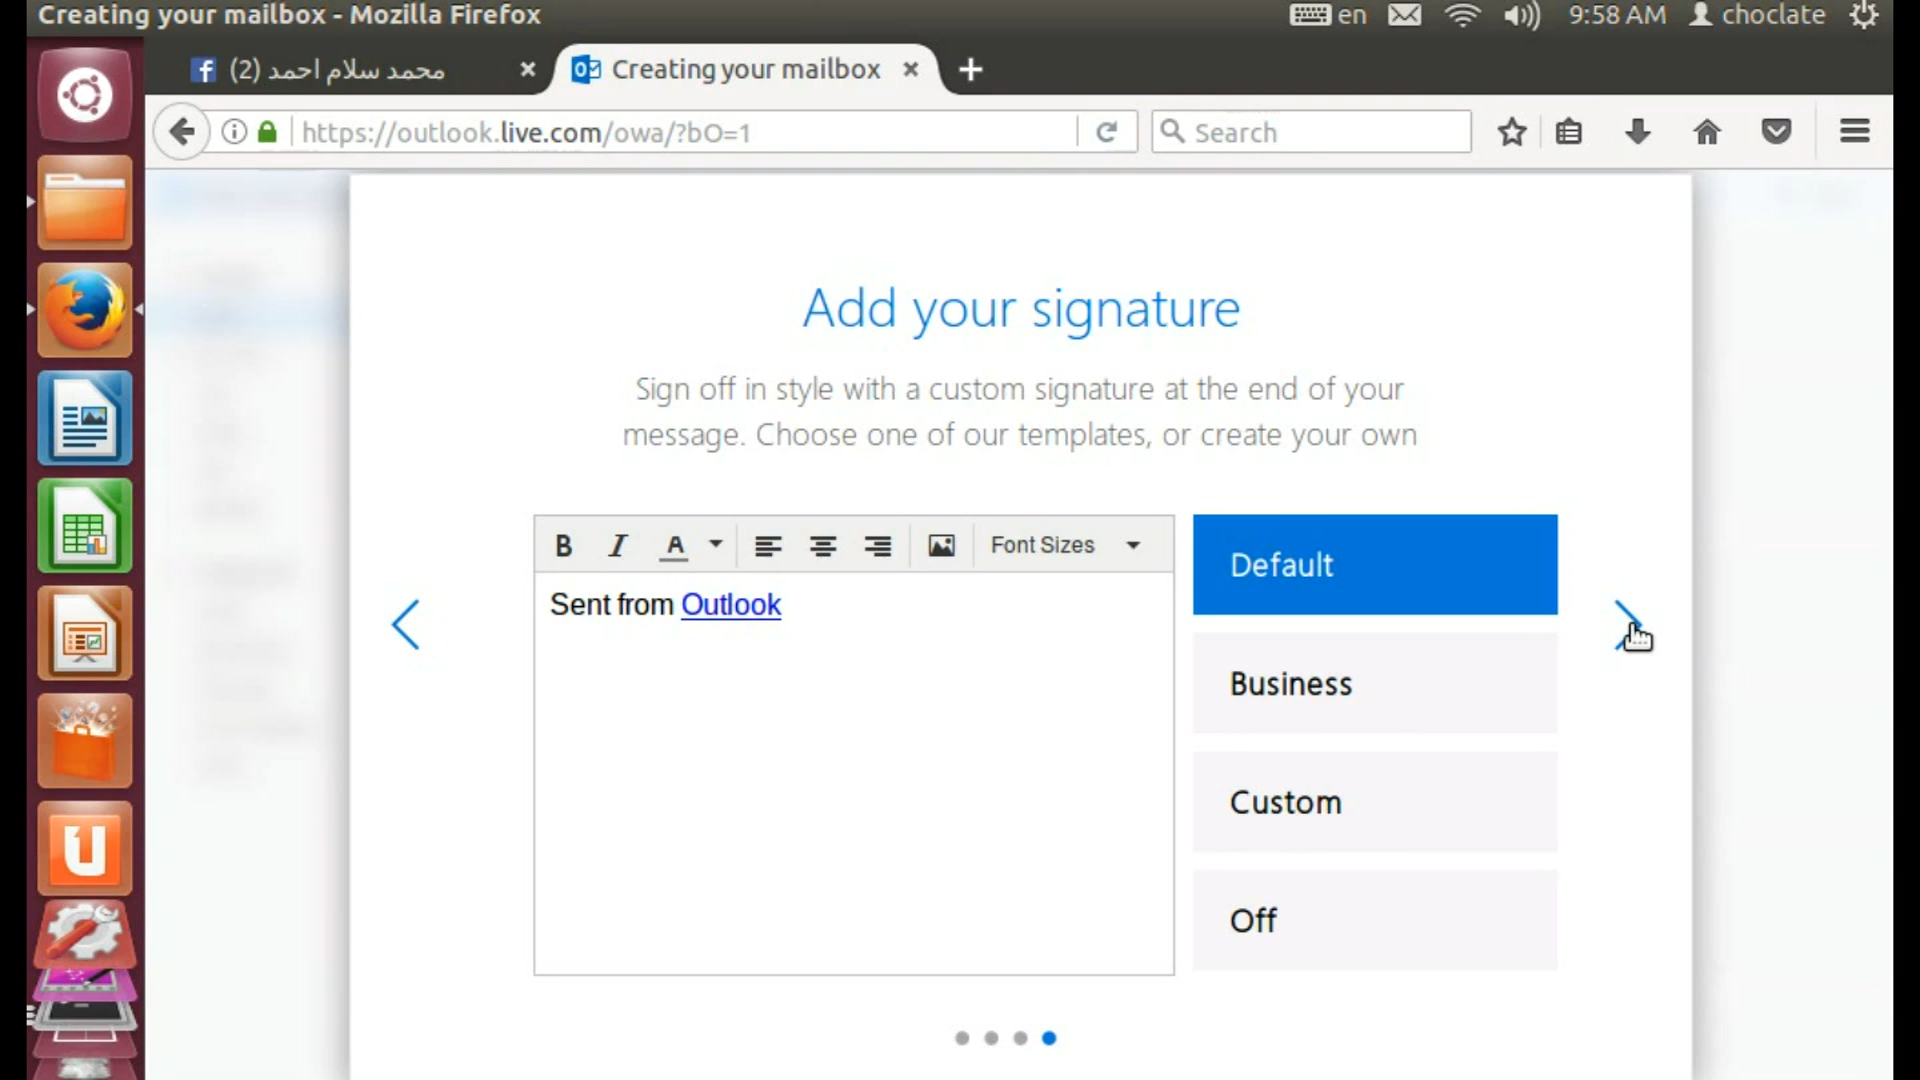 Creating your mailbox - Mozilla Firefox
en
9:58 AM
choclate
(2) محمد سلام احمد
Creating your mailbox
https://outlook.live.com/owa/?bO=1
Search
Add your signature
Sign off in style with a custom signature at the end of your
message. Choose one of our templates, or create your own
B I A Font Sizes
Sent from Outlook
Default
Business
Custom
Off